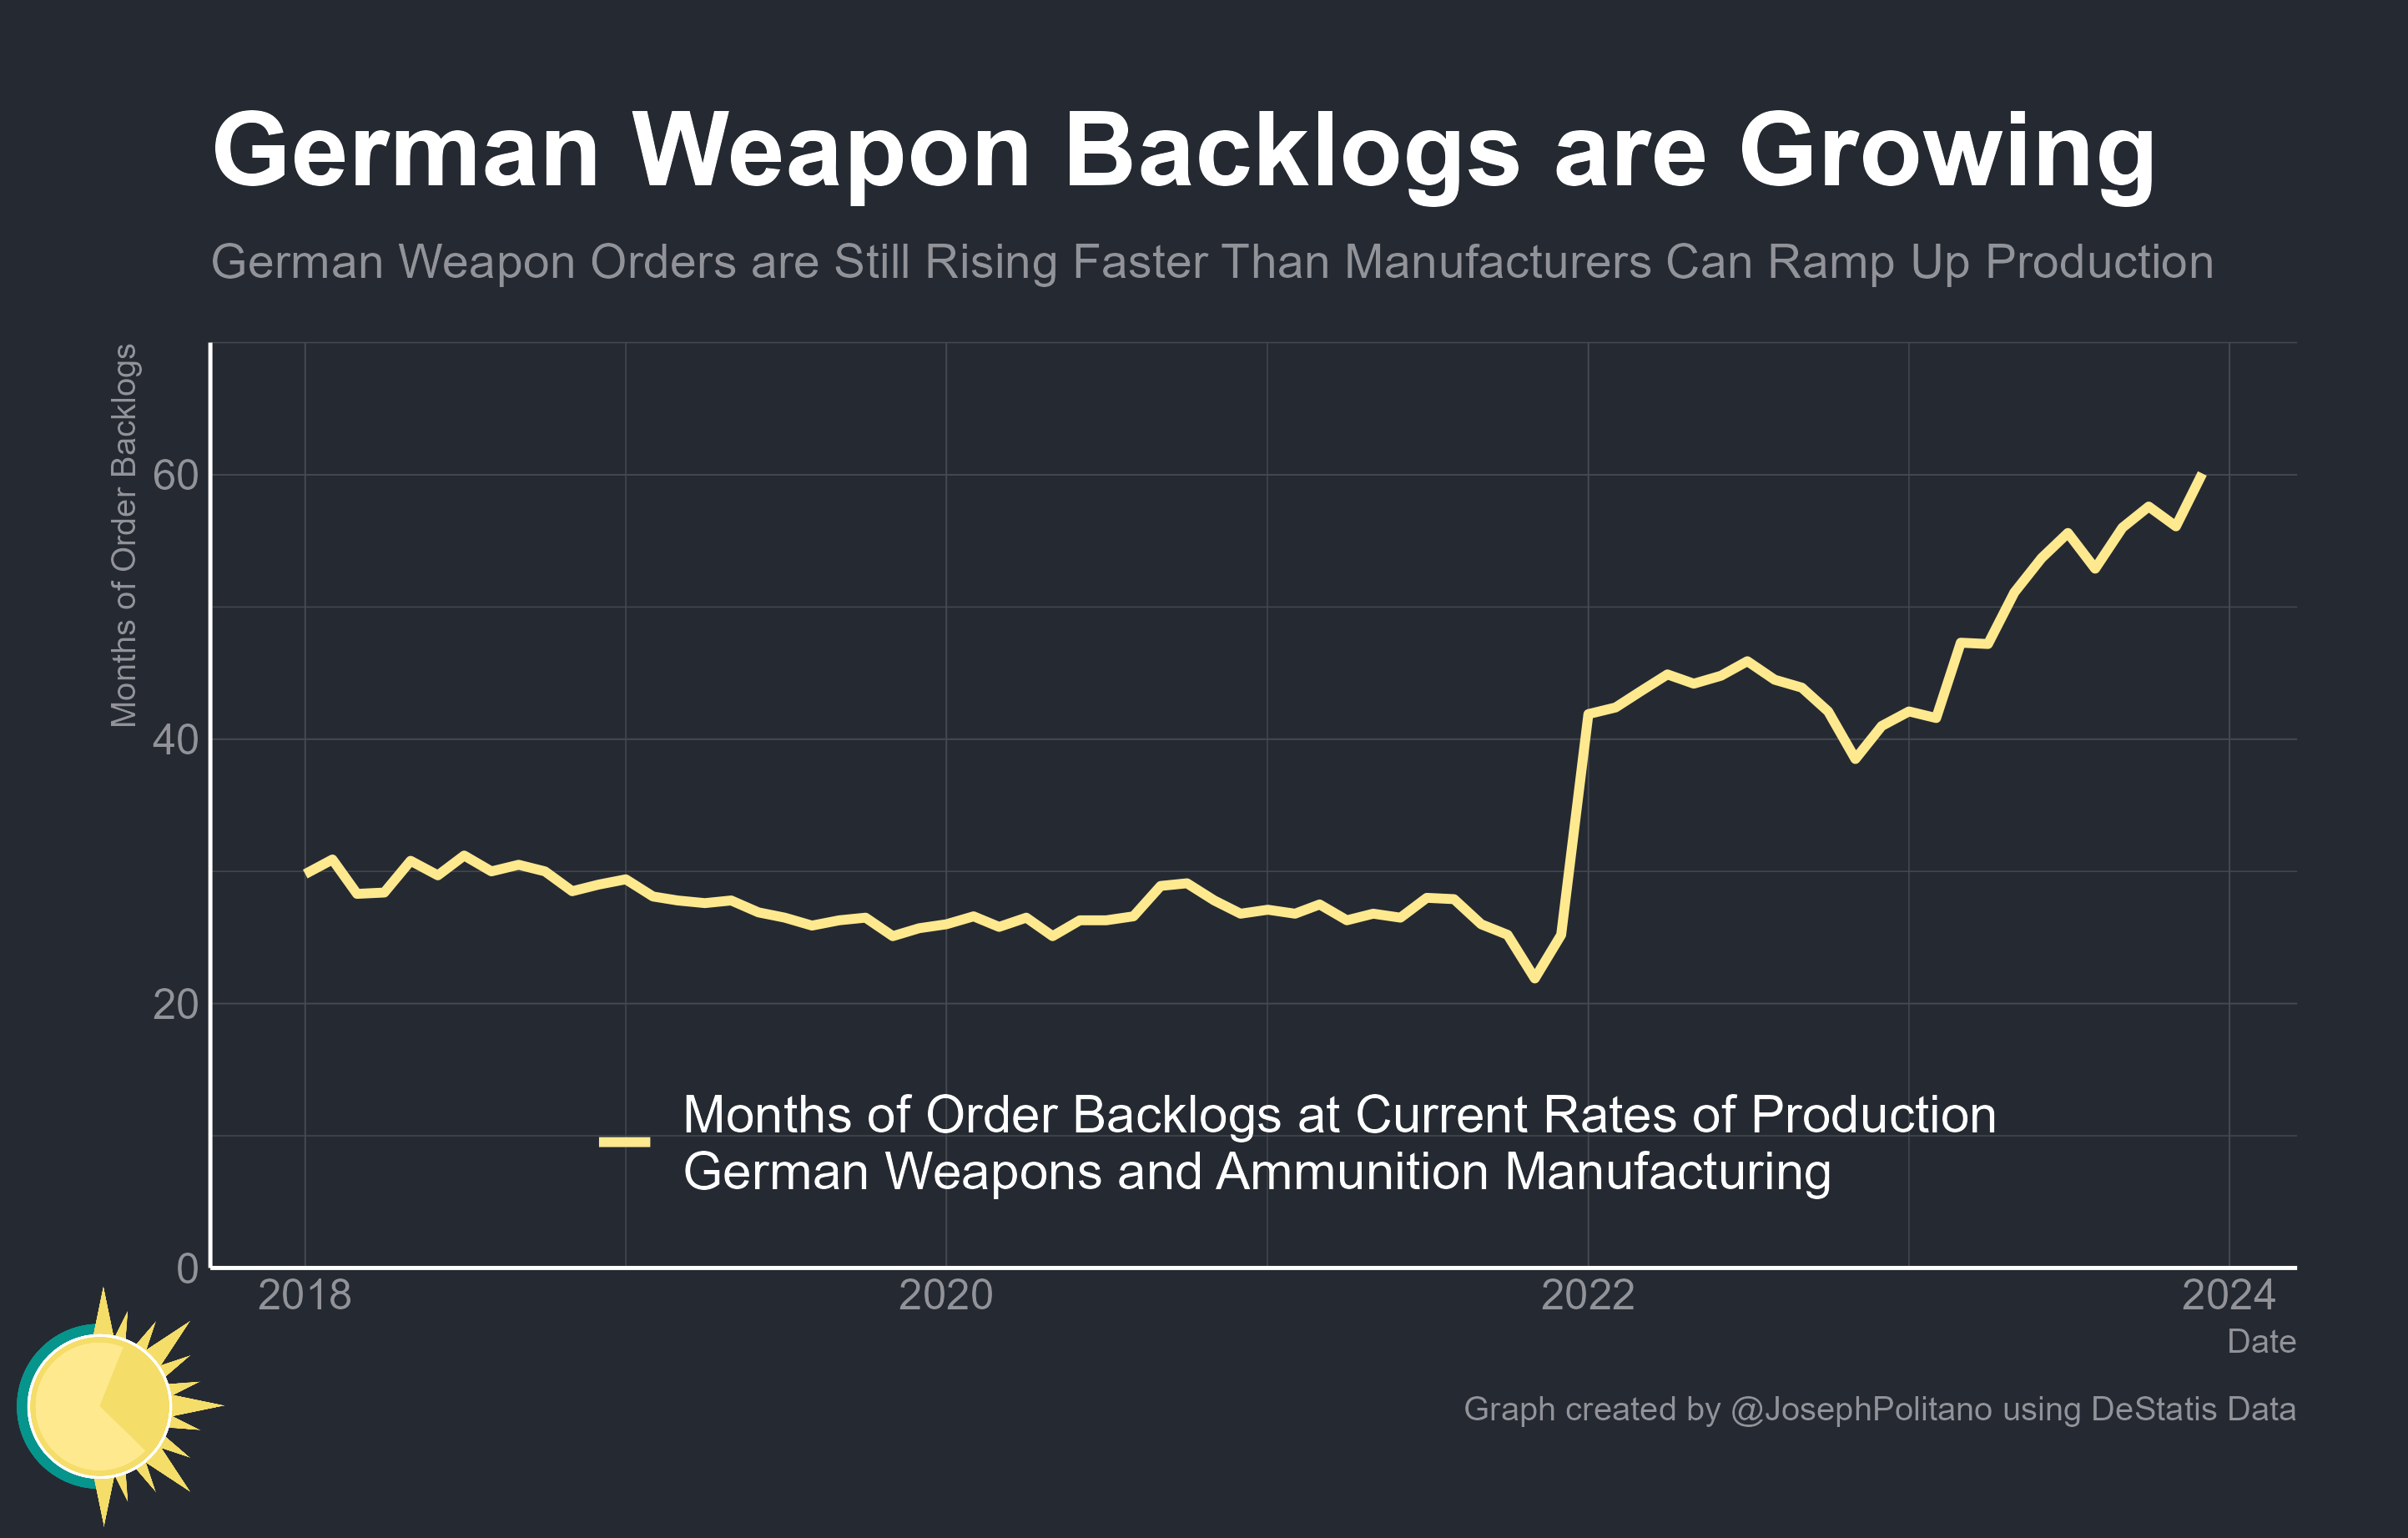 German Weapon Backlogs are Growing
German Weapon Orders are Still Rising Faster Than Manufacturers Can Ramp Up Production
Months of Order Backlogs
60
40
20
0
Months of Order Backlogs at Current Rates of Production
German Weapons and Ammunition Manufacturing
2018
2020
2022
2024
Date
Graph created by @JosephPolitano using DeStatis Data